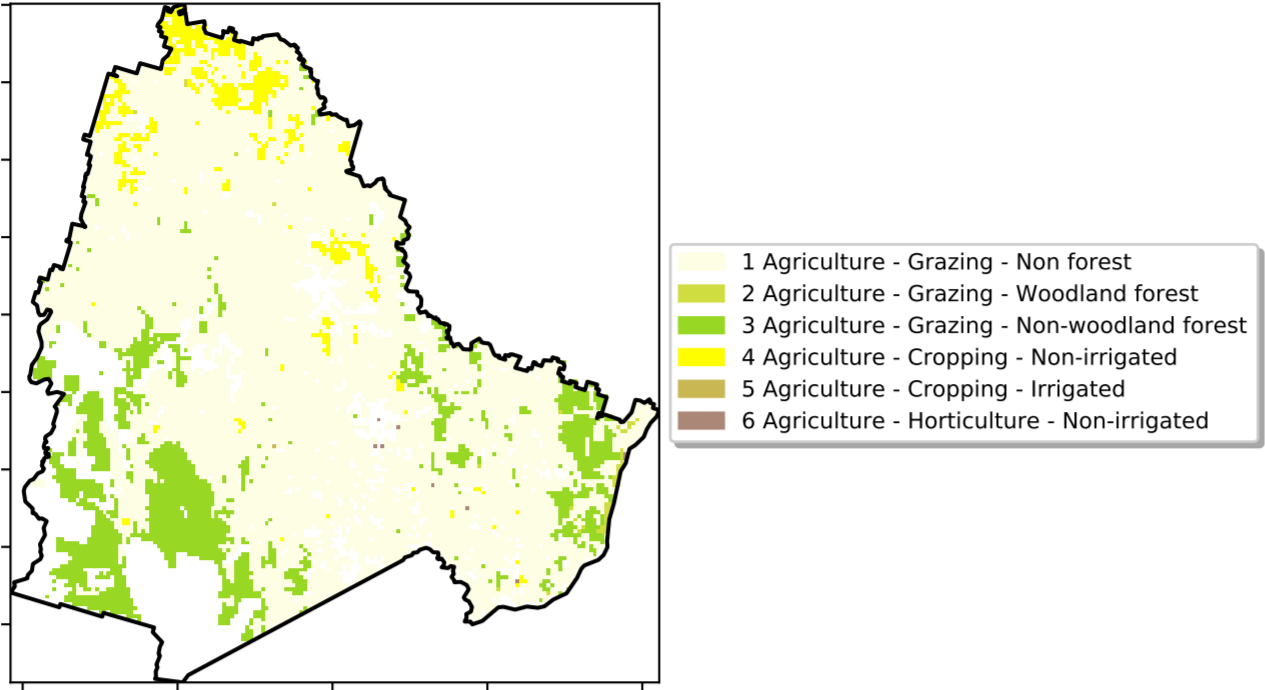 1 Agriculture - Grazing - Non forest
2 Agriculture - Grazing - Woodland forest
3 Agriculture - Grazing - Non-woodland forest
4 Agriculture - Cropping - Non-irrigated
5 Agriculture - Cropping - Irrigated
6 Agriculture - Horticulture - Non-irrigated